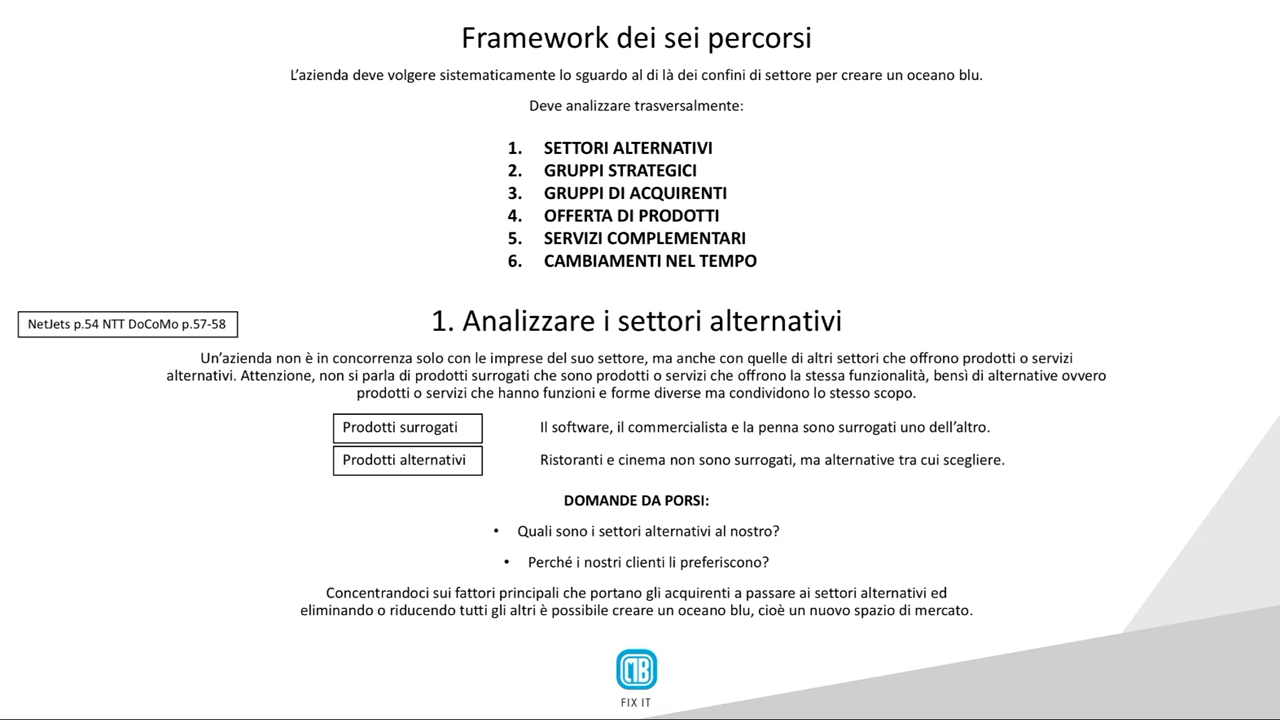 Framework dei sei percorsi
L'azienda deve volgere sistematicamente lo sguardo al di là dei confini di settore per creare un oceano blu.
Deve analizzare trasversalmente:
1. SETTORI ALTERNATIVI
2. GRUPPI STRATEGICI
3. GRUPPI DI ACQUIRENTI
4. OFFERTA DI PRODOTTI
5. SERVIZI COMPLEMENTARI
6. CAMBIAMENTI NEL TEMPO
NetJets p.54 NTT DoCoMo p.57-58
1. Analizzare i settori alternativi
Un'azienda non è in concorrenza solo con le imprese del suo settore, ma anche con quelle di altri settori che offrono prodotti o servizi
alternativi. Attenzione, non si parla di prodotti surrogati che sono prodotti o servizi che offrono la stessa funzionalità, bensì di alternative ovvero
prodotti o servizi che hanno funzioni e forme diverse ma condividono lo stesso scopo.
Prodotti surrogati Il software, il commercialista e la penna sono surrogati uno dell'altro.
Prodotti alternativi Ristoranti e cinema non sono surrogati, ma alternative tra cui scegliere.
DOMANDE DA PORSI:
• Quali sono i settori alternativi al nostro?
• Perché i nostri clienti li preferiscono?
Concentrandoci sui fattori principali che portano gli acquirenti a passare ai settori alternativi ed
eliminando o riducendo tutti gli altri è possibile creare un oceano blu, cioè un nuovo spazio di mercato.
CMB
FIX IT